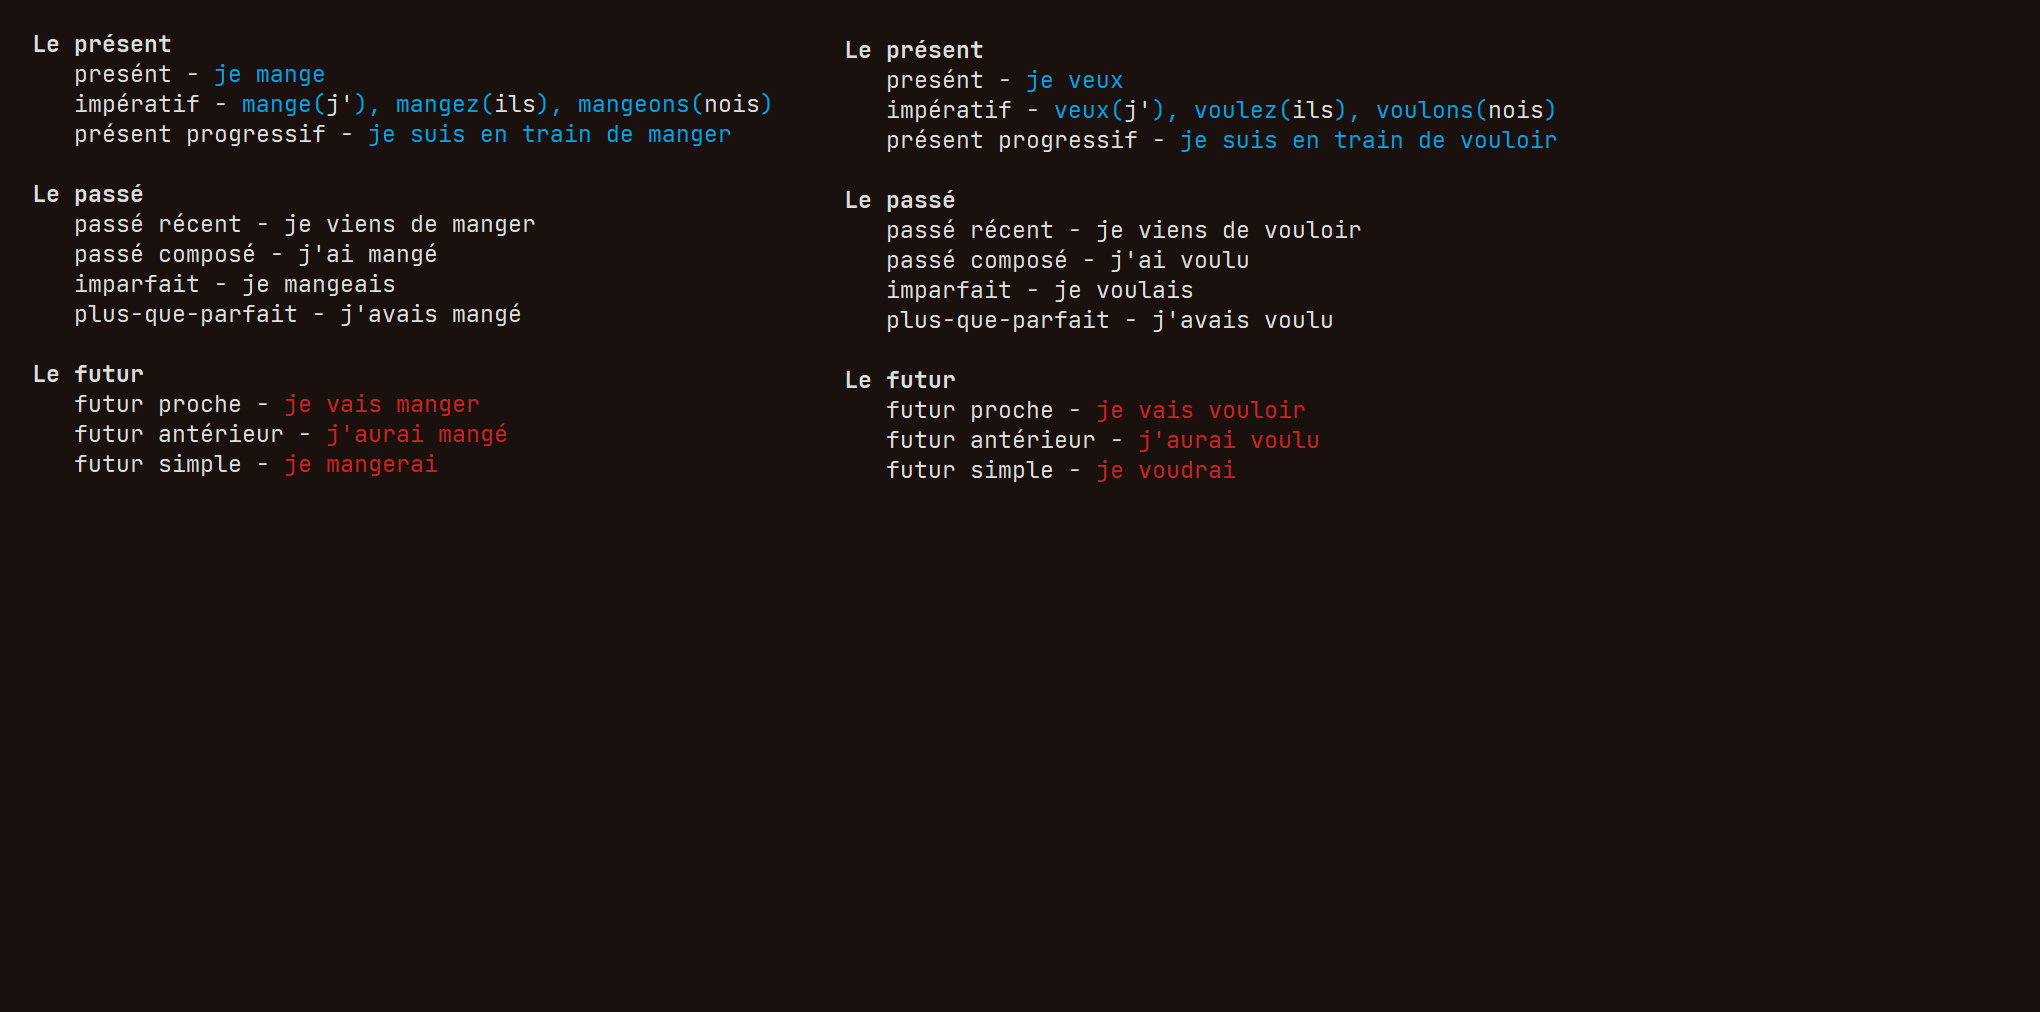 Le présent
presént - je mange
impératif - mange(j'), mangez(ils), mangeons(nois)
présent progressif - je suis en train de manger
Le passé
passé récent - je viens de manger
passé composé - j'ai mangé
imparfait - je mangeais
plus-que-parfait - j'avais mangé
Le futur
futur proche - je vais manger
futur antérieur - j'aurai mangé
futur simple - je mangerai
Le présent
presént - je veux
impératif - veux(j'), voulez(ils), voulons(nois)
présent progressif - je suis en train de vouloir
Le passé
passé récent - je viens de vouloir
passé composé - j'ai voulu
imparfait - je voulais
plus-que-parfait - j'avais voulu
Le futur
futur proche - je vais vouloir
futur antérieur - j'aurai voulu
futur simple - je voudrai